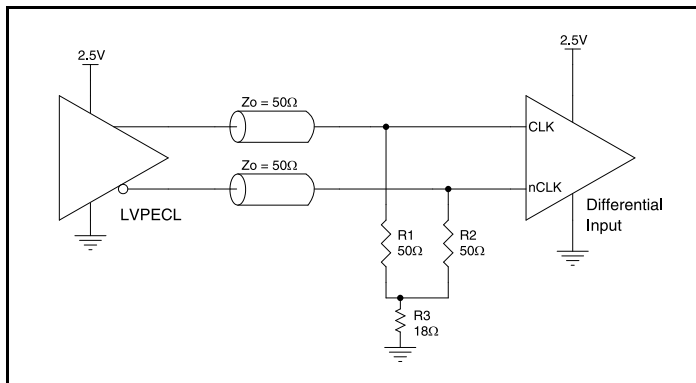 2.5V
2.5V
Zo = 50Ω
CLK
Zo = 50Ω
nCLK
LVPECL
Differential
Input
R1
50Ω
R2
50Ω
R3
18Ω